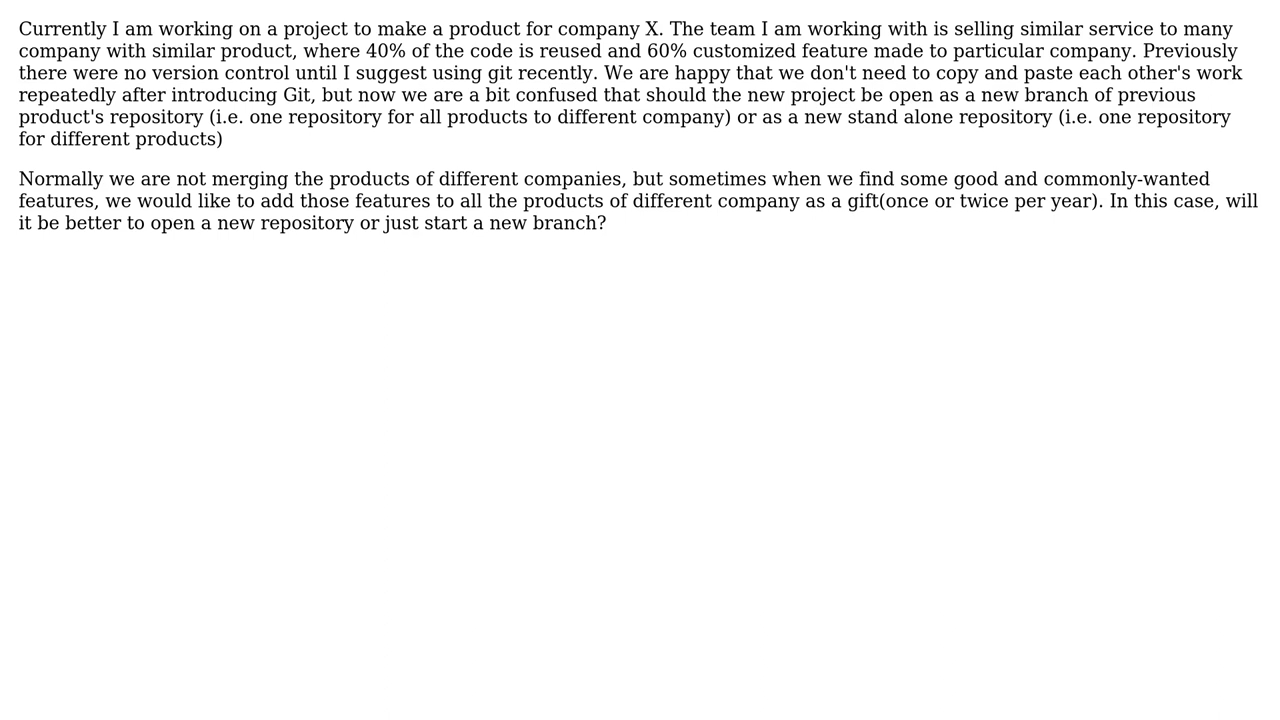 Currently I am working on a project to make a product for company X. The team I am working with is selling similar service to many
company with similar product, where 40% of the code is reused and 60% customized feature made to particular company. Previously
there were no version control until I suggest using git recently. We are happy that we don't need to copy and paste each other's work
repeatedly after introducing Git, but now we are a bit confused that should the new project be open as a new branch of previous
product's repository (i.e. one repository for all products to different company) or as a new stand alone repository (i.e. one repository
for different products)
Normally we are not merging the products of different companies, but sometimes when we find some good and commonly-wanted
features, we would like to add those features to all the products of different company as a gift(once or twice per year). In this case, will
it be better to open a new repository or just start a new branch?